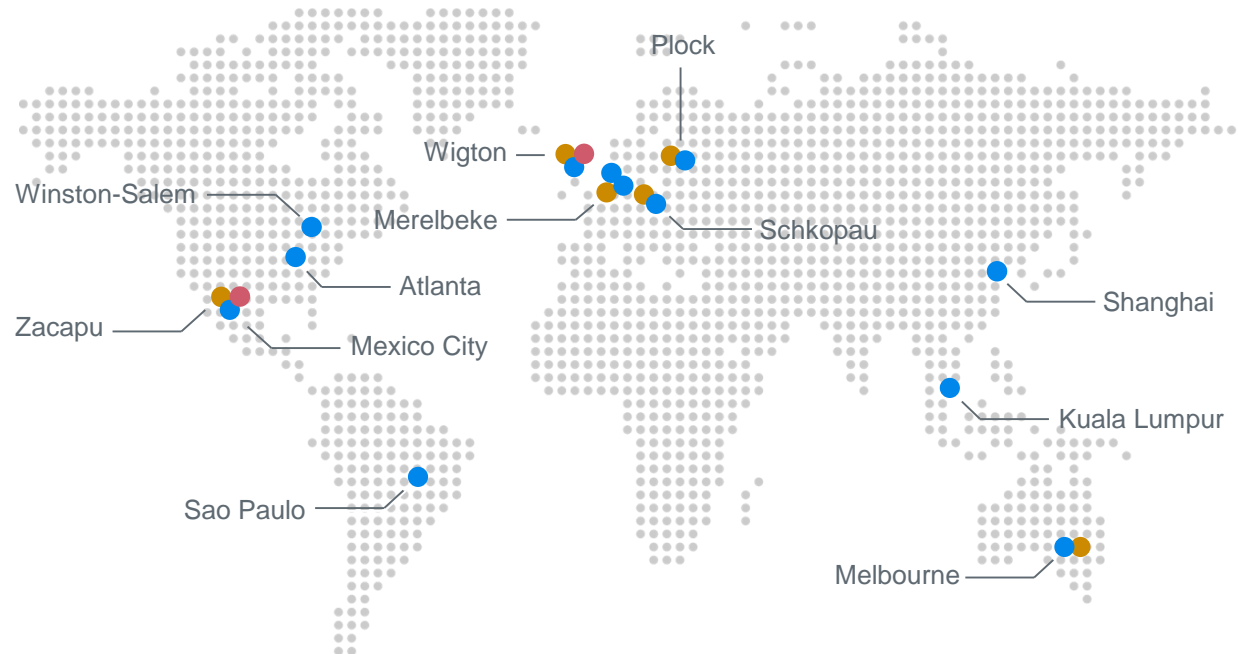 Plock
Wigton
Winston-Salem
Merelbeke
Schkopau
Atlanta
Shanghai
Zacapu
Mexico City
Kuala Lumpur
Sao Paulo
Melbourne